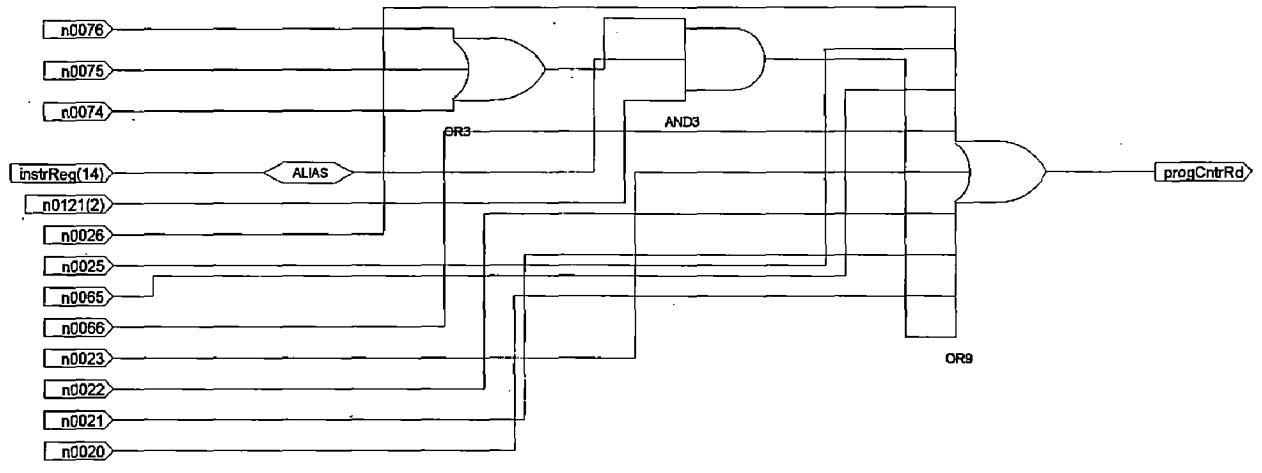 n0076
n0075
n0074
OR3
AND3
instrReg(14)
ALIAS
progCntrRd
n0121(2)
n0026
n0025
n0065
n0066
n0023
OR9
n0022
n0021
n0020